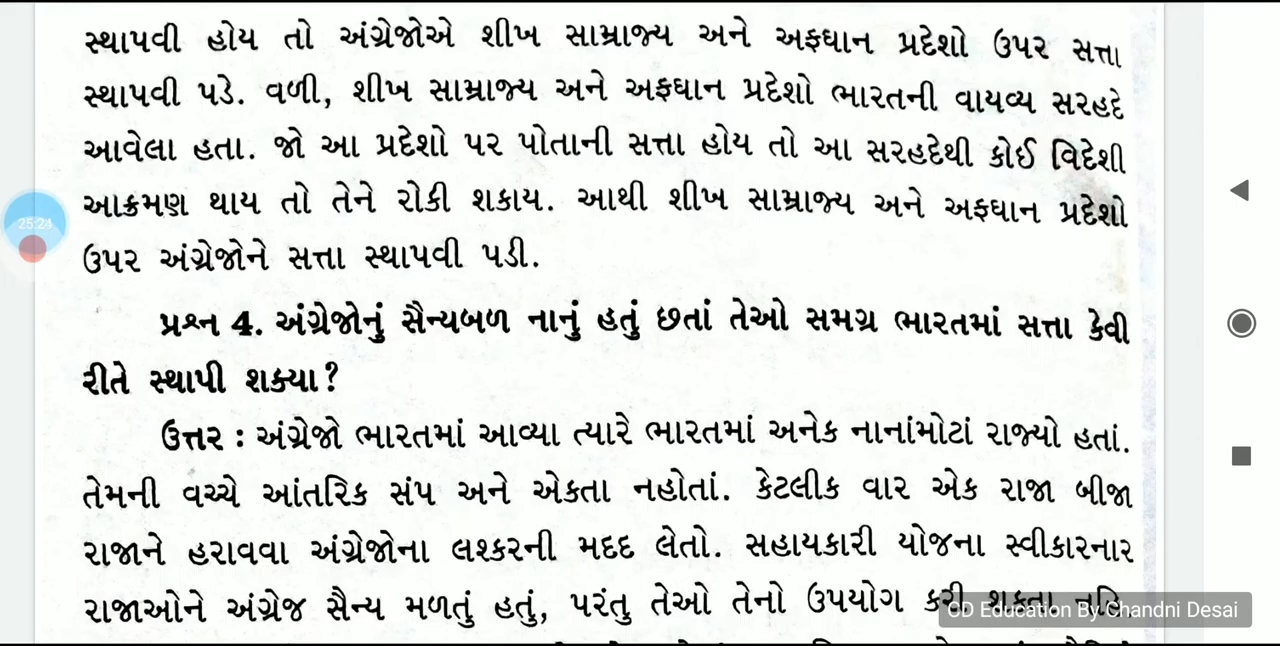 સ્થાપવી હોય તો અંગ્રેજોએ શીખ સામ્રાજ્ય અને અફઘાન પ્રદેશો ઉપર સત્તા
સ્થાપવી પડે. વળી, શીખ સામ્રાજ્ય અને અફઘાન પ્રદેશો ભારતની વાયવ્ય સરહદે
આવેલા હતા. જો આ પ્રદેશો પર પોતાની સત્તા હોય તો આ સરહદેથી કોઈ વિદેશી
આક્રમણ થાય તો તેને રોકી શકાય. આથી શીખ સામ્રાજ્ય અને અફઘાન પ્રદેશો
25:24
ઉપર અંગ્રેજોને સત્તા સ્થાપવી પડી.
પ્રશ્ન 4. અંગ્રેજોનું સૈન્યબળ નાનું હતું છતાં તેઓ સમગ્ર ભારતમાં સત્તા કેવી
રીતે સ્થાપી શક્યા?
ઉત્તર : અંગ્રેજો ભારતમાં આવ્યા ત્યારે ભારતમાં અનેક નાનાંમોટાં રાજ્યો હતાં.
તેમની વચ્ચે આંતરિક સંપ અને એકતા નહોતાં. કેટલીક વાર એક રાજા બીજા
રાજાને હરાવવા અંગ્રેજોના લશ્કરની મદદ લેતો. સહાયકારી યોજના સ્વીકારનાર
રાજાઓને અંગ્રેજ સૈન્ય મળતું હતું, પરંતુ તેઓ તેનો ઉપયોગ કરી શકતા નહિ.
CD Education By Chandni Desai